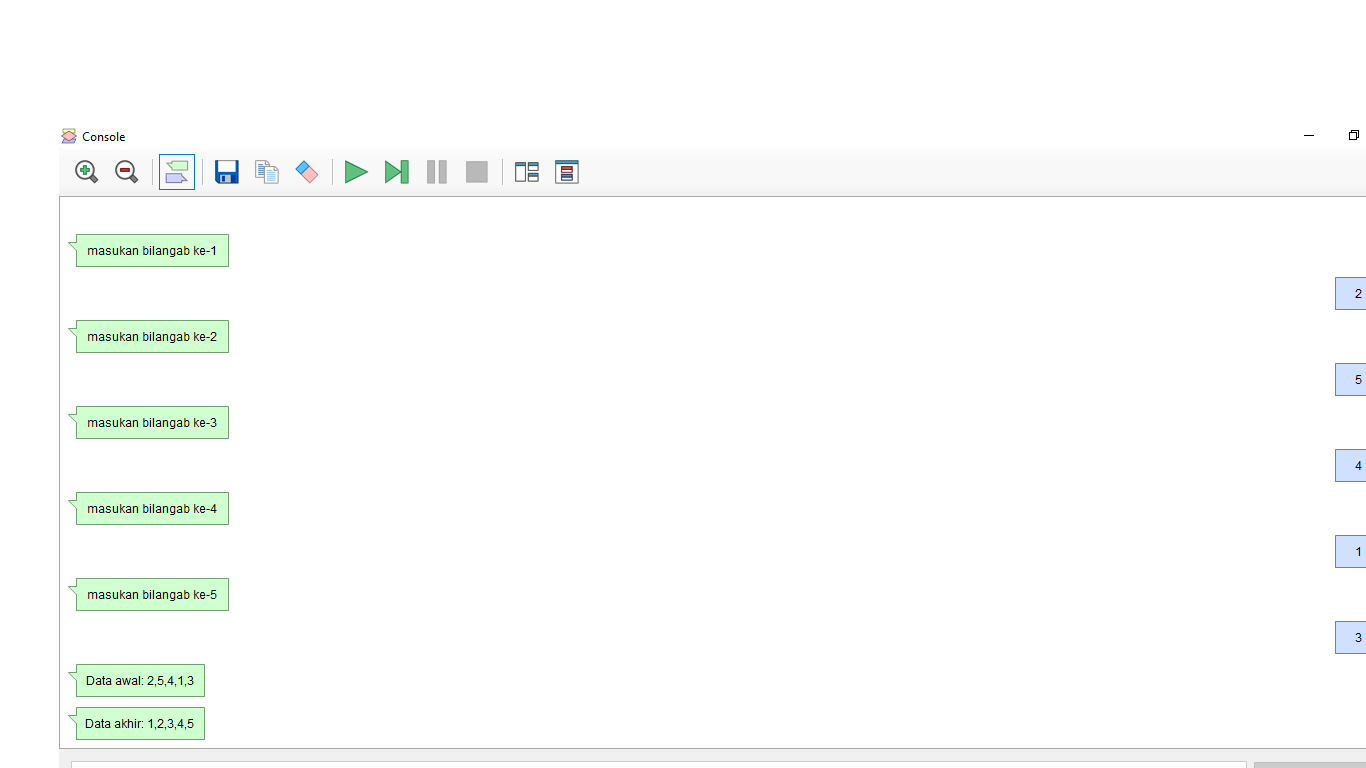 Console
masukan bilangab ke-1
2
masukan bilangab ke-2
5
masukan bilangab ke-3
4
masukan bilangab ke-4
1
masukan bilangab ke-5
3
Data awal: 2,5,4,1,3
Data akhir: 1,2,3,4,5